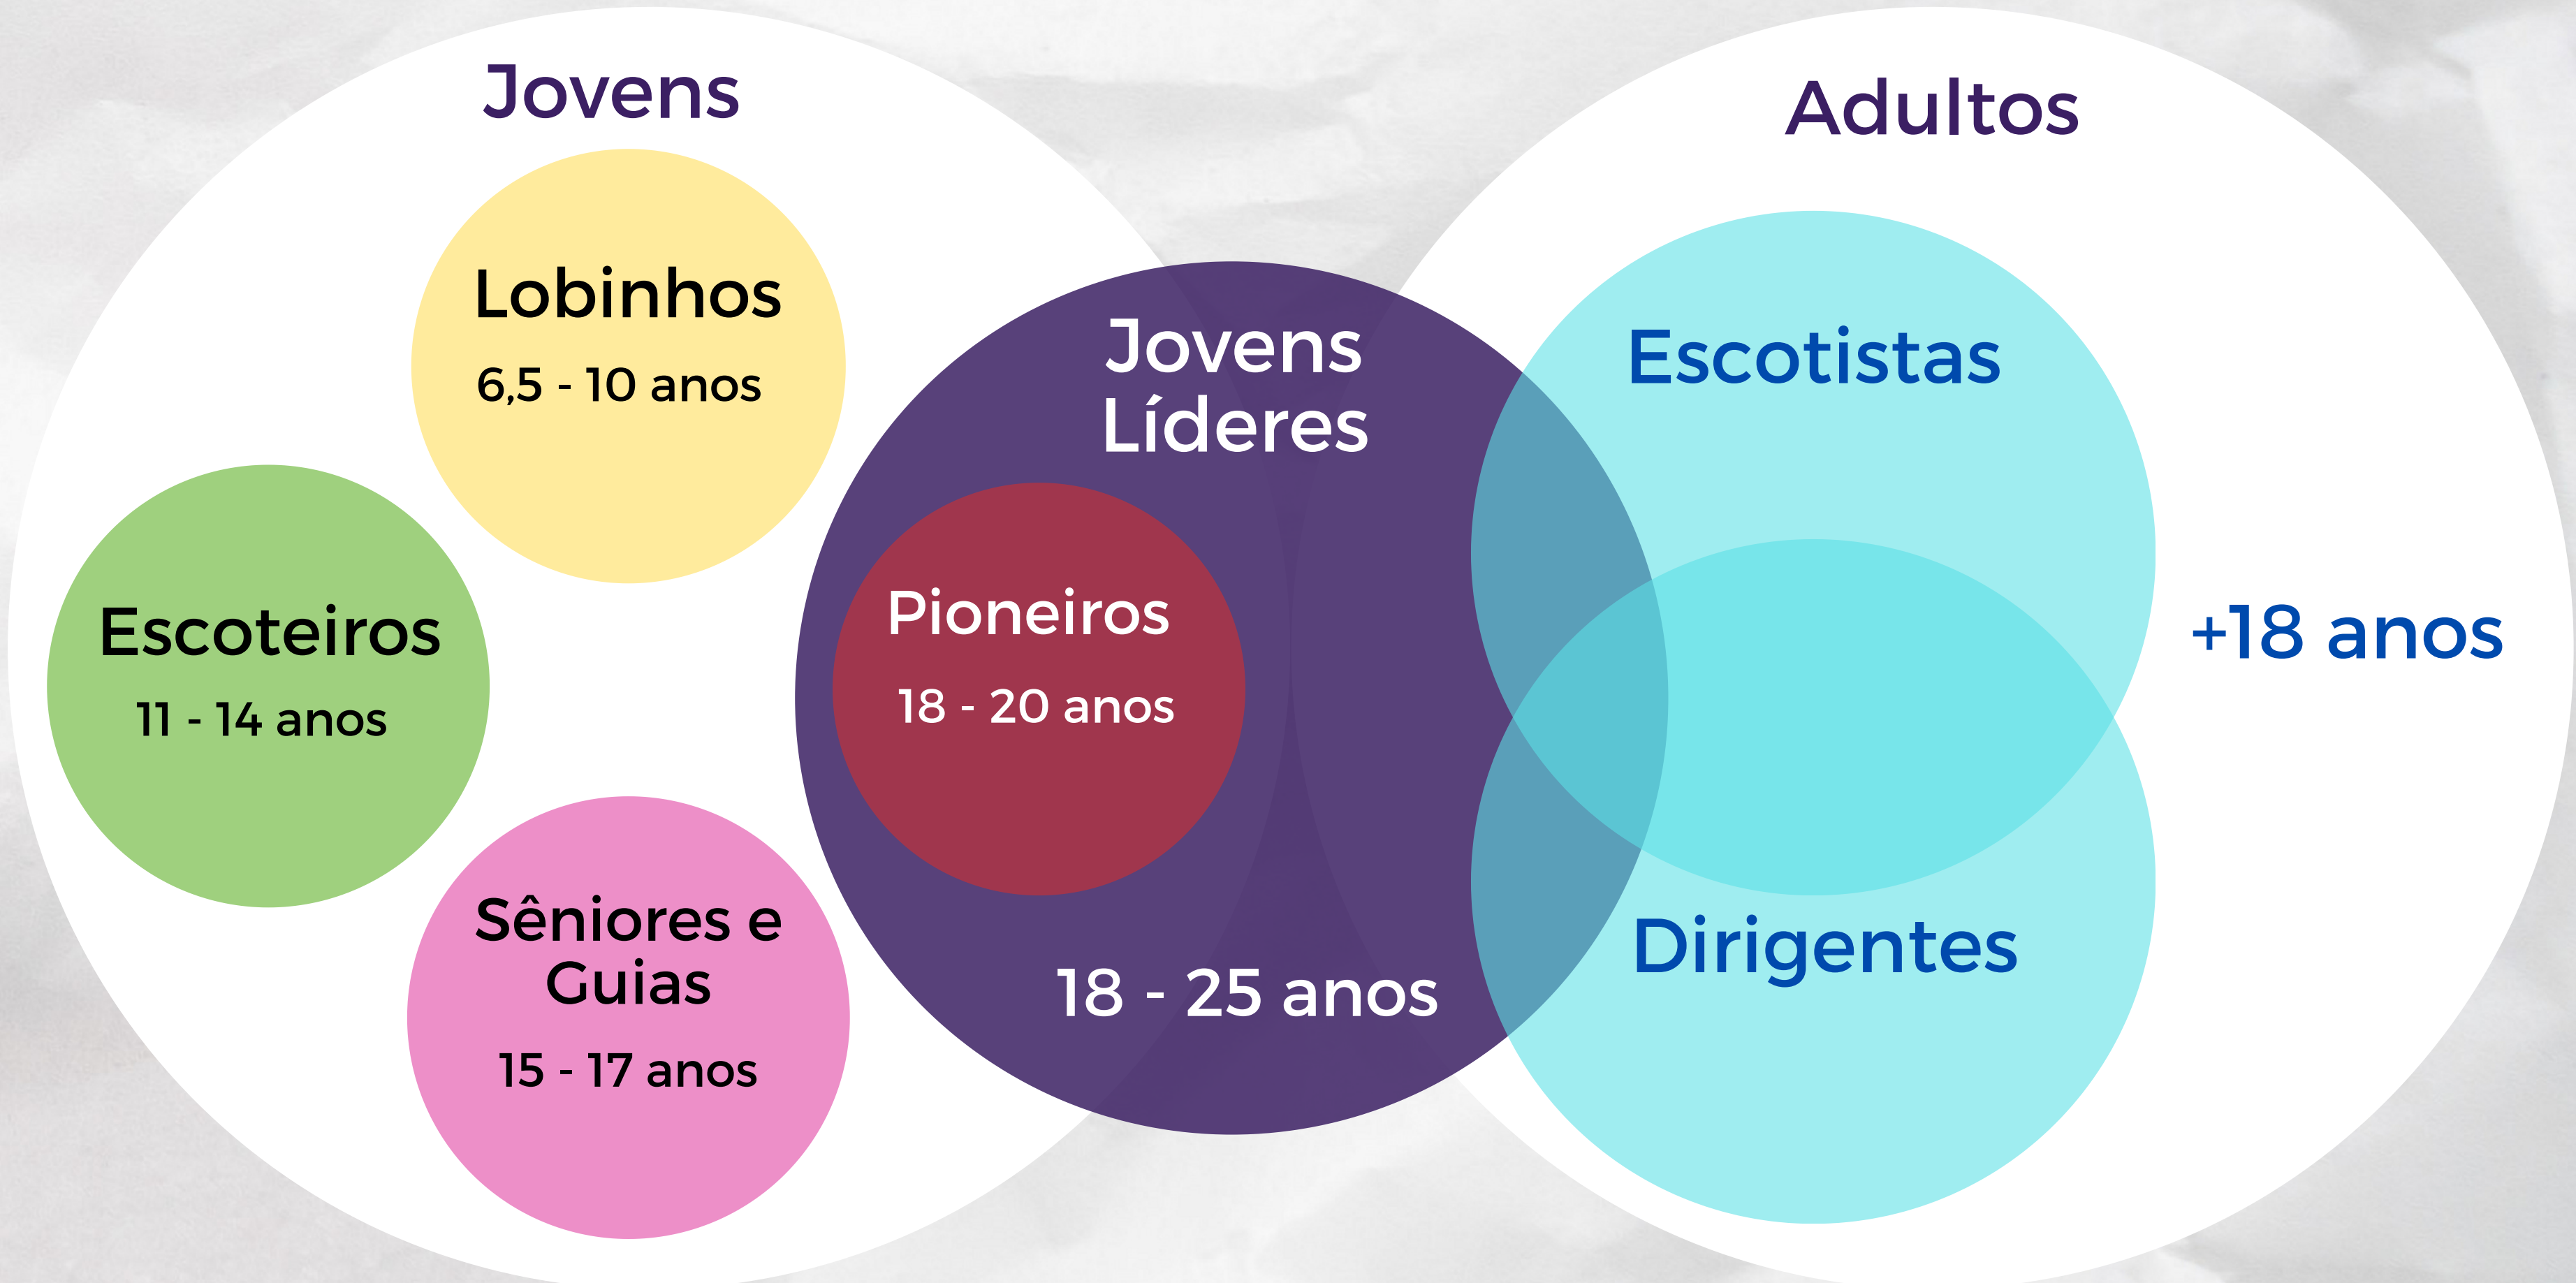 Jovens
Lobinhos
6,5 - 10 anos
Escoteiros
11 - 14 anos
Sêniores e
Guias
15 - 17 anos
Jovens
Líderes
Pioneiros
18 - 20 anos
18 - 25 anos
Adultos
Escotistas
+18 anos
Dirigentes